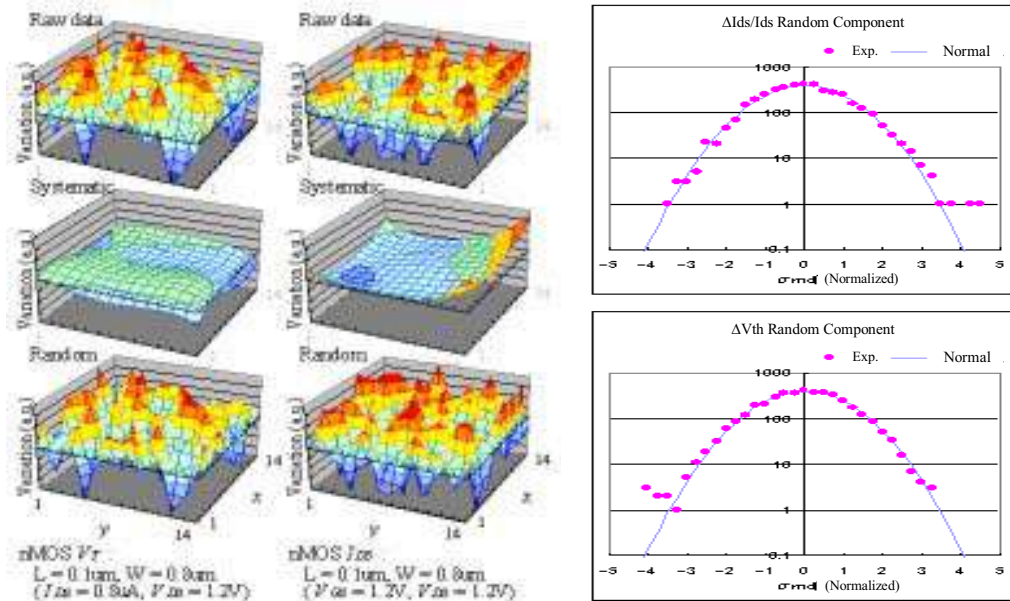 Raw data
Variation (a.u.)
Systematic
Variation (a.u.)
Random
Variation (a.u.)
1
y
14
1
x
14
nMOS
L = 0.1um, W = 0.8um
Raw data
Variation (a.u.)
Systematic
Variation (a.u.)
Random
Variation (a.u.)
1
y
14
1
x
14
nMOS
L = 0.1um, W = 0.8um
ΔIds/Ids Random Component
Exp. Normal
1000
100
10
1
0.1
-5 -4 -3 -2 -1 0 1 2 3 4 5
(Normalized)
ΔVth Random Component
Exp. Normal
1000
100
10
1
0.1
-5 -4 -3 -2 -1 0 1 2 3 4 5
(Normalized)